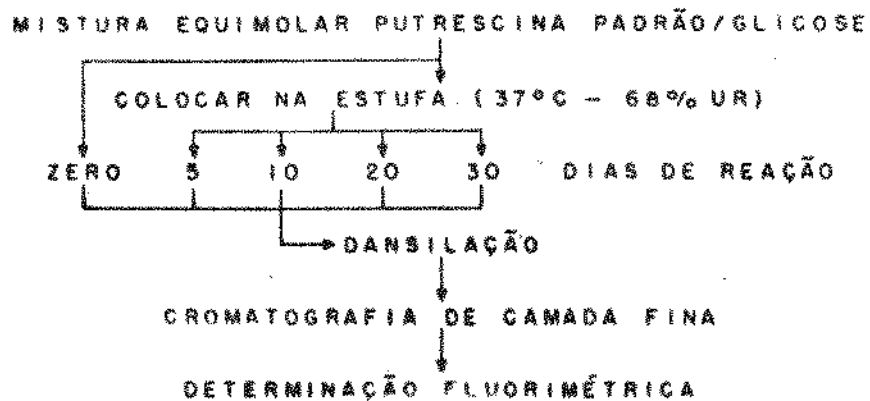 MISTURA EQUIMOLAR PUTRESCINA PADRÃO/GLICOSE
COLOCAR NA ESTUFA (37ºC - 68% UR)
ZERO 5 10 20 30 DIAS DE REAÇÃO
DANSILAÇÃO
CROMATOGRAFIA DE CAMADA FINA
DETERMINAÇÃO FLUORIMÉTRICA